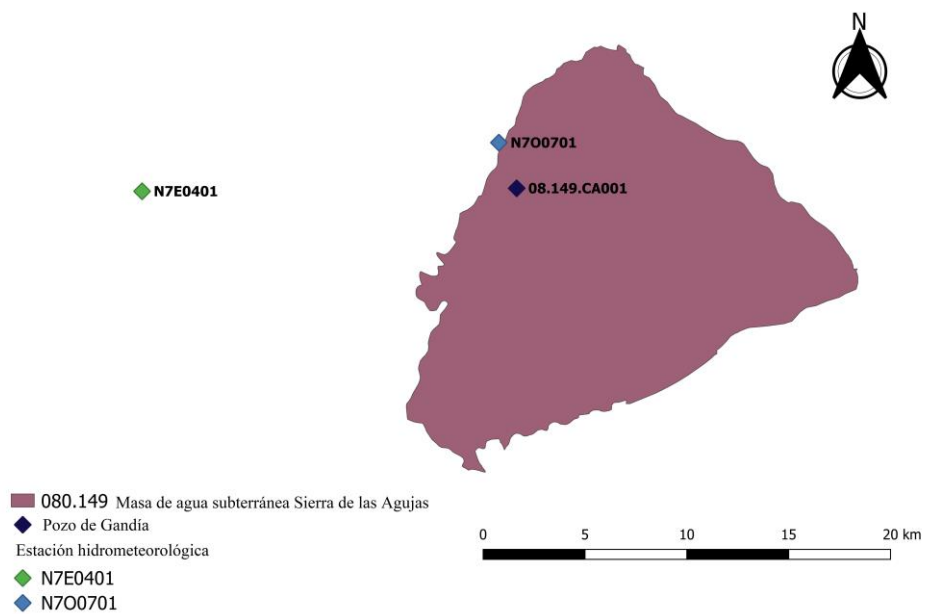 N
N7O0701
N7E0401
08.149.CA001
080.149 Masa de agua subterránea Sierra de las Agujas
Pozo de Gandía
Estación hidrometeorológica
N7E0401
N7O0701
0 5 10 15 20 km